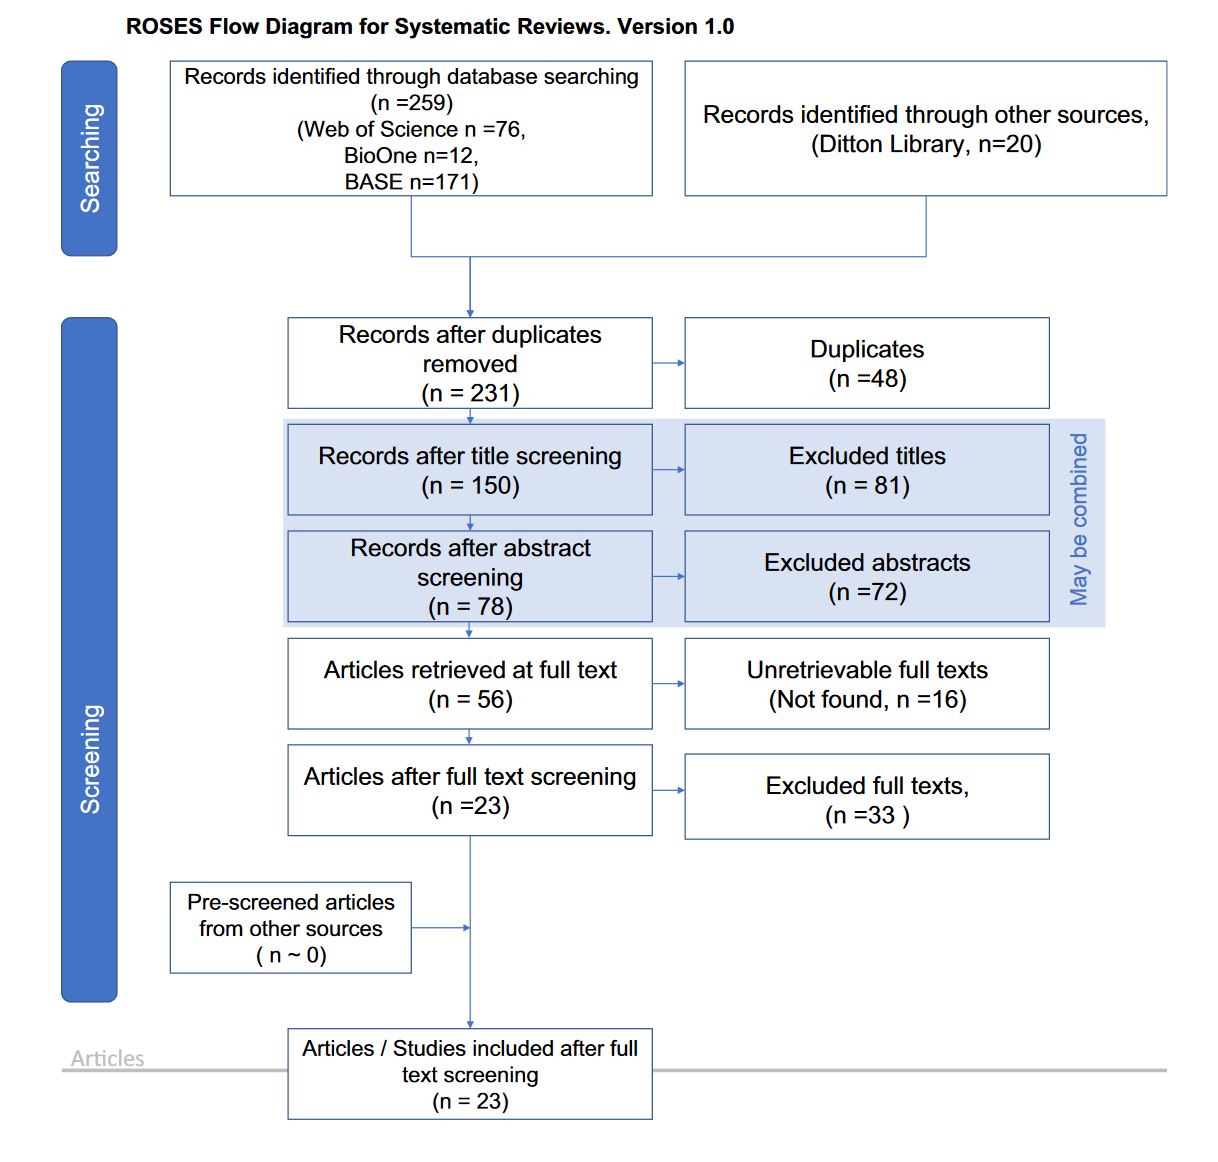 ROSES Flow Diagram for Systematic Reviews. Version 1.0
Searching
Records identified through database searching
(n =259)
(Web of Science n =76,
BioOne n=12,
BASE n=171)
Records identified through other sources,
(Ditton Library, n=20)
Screening
Records after duplicates
removed
(n = 231)
Duplicates
(n =48)
Records after title screening
(n = 150)
Excluded titles
(n = 81)
May be combined
Records after abstract
screening
(n = 78)
Excluded abstracts
(n =72)
Articles retrieved at full text
(n = 56)
Unretrievable full texts
(Not found, n =16)
Articles after full text screening
(n =23)
Excluded full texts,
(n =33 )
Pre-screened articles
from other sources
( n ~ 0)
Articles
Articles / Studies included after full
text screening
(n = 23)